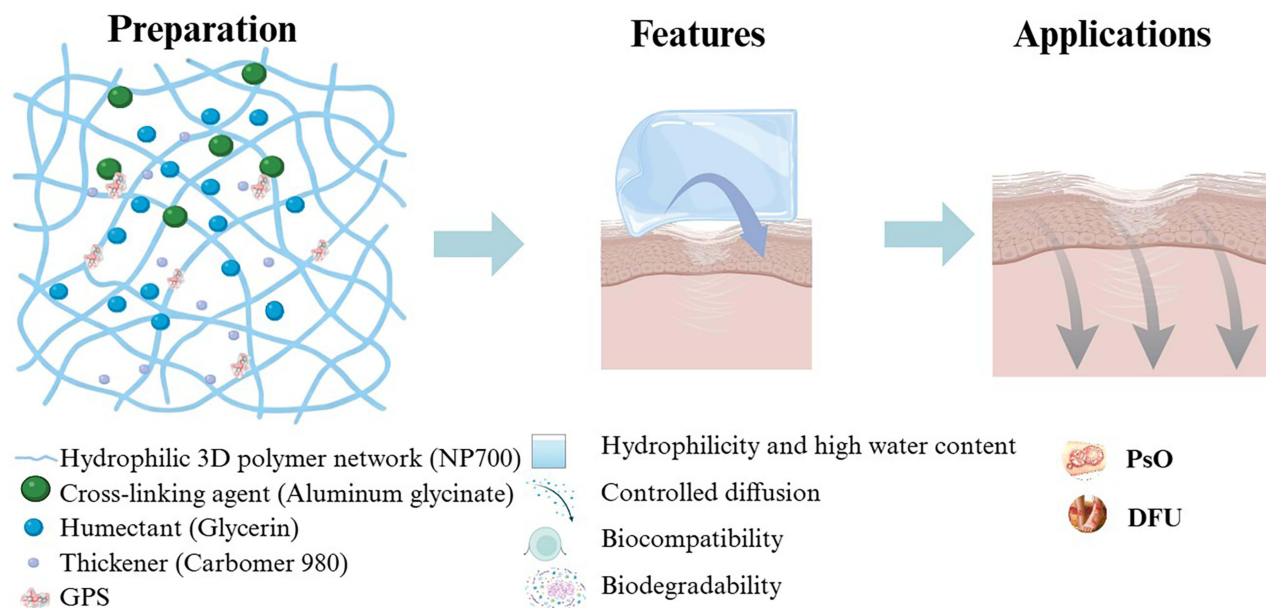 Preparation
Features
Applications
Hydrophilic 3D polymer network (NP700)
Cross-linking agent (Aluminum glycinate)
Humectant (Glycerin)
Thickener (Carbomer 980)
GPS
Hydrophilicity and high water content
Controlled diffusion
Biocompatibility
Biodegradability
PsO
DFU